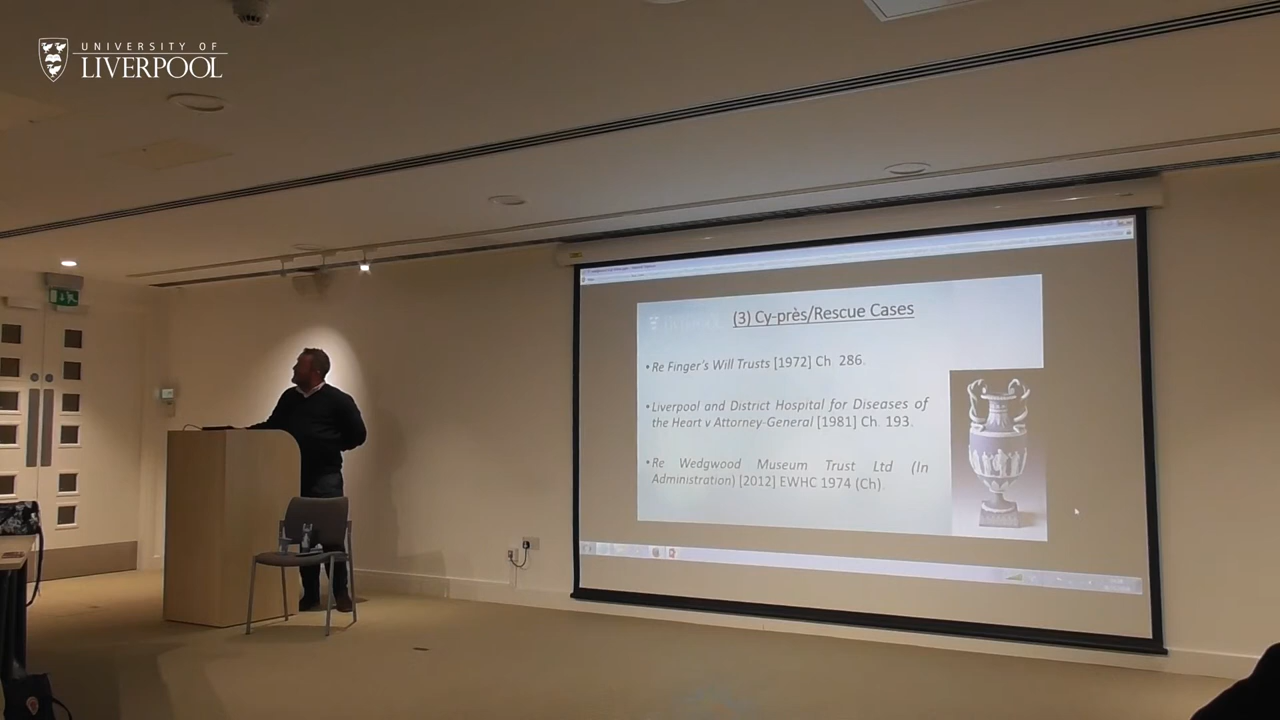 UNIVERSITY OF
LIVERPOOL
(3) Cy-près/Rescue Cases
• Re Finger's Will Trusts [1972] Ch 286.
• Liverpool and District Hospital for Diseases of
the Heart v Attorney-General [1981] Ch 193.
• Re Wedgwood Museum Trust Ltd (In
Administration) [2012] EWHC 1974 (Ch).